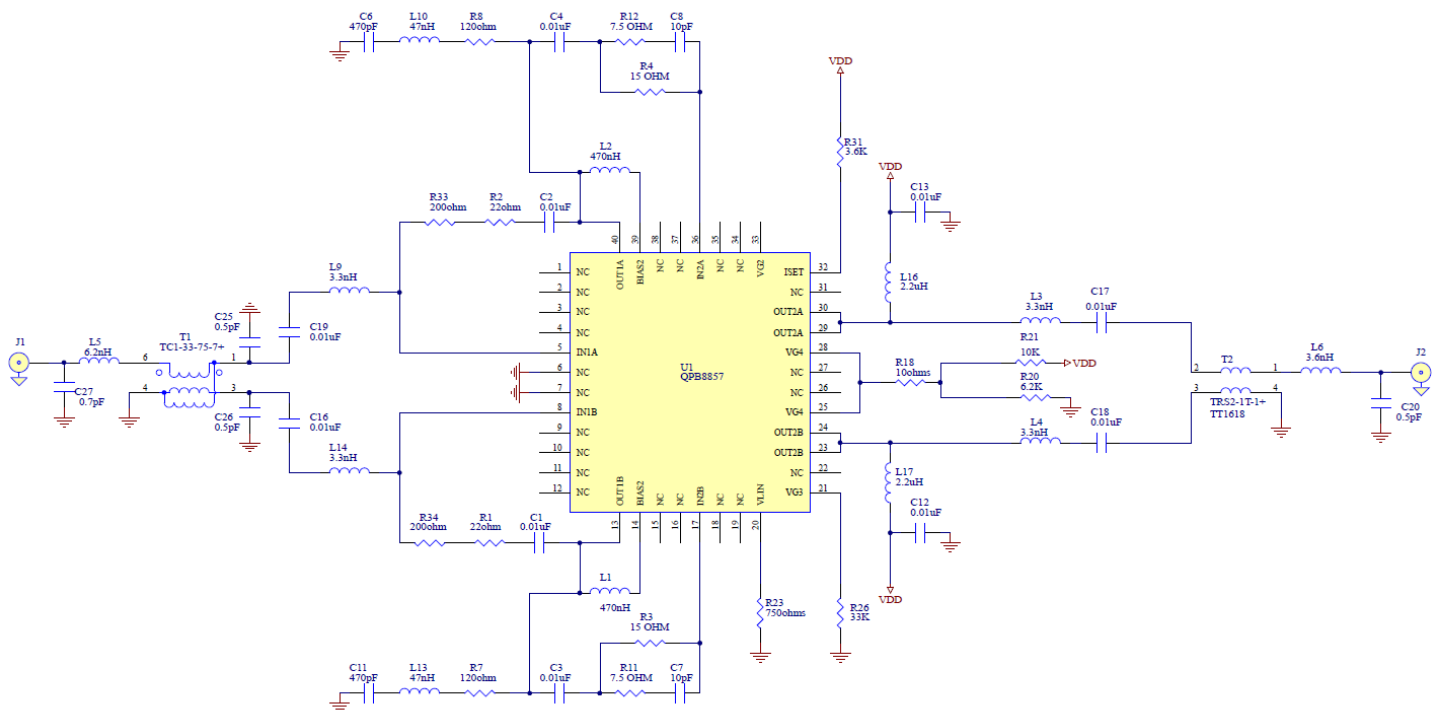 C6
470pF
L10
47nH
R8
120ohm
C4
0.01uF
R12
7.5 OHM
C8
10pF
R4
15 OHM
VDD
R31
3.6K
L2
470nH
VDD
C13
0.01uF
R33
200ohm
R2
22ohm
C2
0.01uF
40
39
38
37
36
35
34
33
OUT1A
BIAS2
NC
NC
IN2A
NC
NC
VG2
1 NC
2 NC
3 NC
4 NC
5 IN1A
6 NC
7 NC
8 IN1B
9 NC
10 NC
11 NC
12 NC
U1
QPB8857
ISET 32
NC 31
OUT2A 30
OUT2A 29
VG4 28
NC 27
NC 26
VG4 25
OUT2B 24
OUT2B 23
NC 22
VG3 21
OUT1B
BIAS2
NC
NC
IN2B
NC
NC
VLIN
13
14
15
16
17
18
19
20
L9
3.3nH
C25
0.5pF
C19
0.01uF
J1
L5
6.2nH
T1
TC1-33-75-7+
6
1
4
3
C27
0.7pF
C26
0.5pF
C16
0.01uF
L14
3.3nH
R34
200ohm
R1
22ohm
C1
0.01uF
L1
470nH
R3
15 OHM
C11
470pF
L13
47nH
R7
120ohm
C3
0.01uF
R11
7.5 OHM
C7
10pF
R23
750ohms
R26
33K
L16
2.2uH
L3
3.3nH
C17
0.01uF
R21
10K
VDD
R18
10ohms
R20
6.2K
T2
2
1
3
4
TRS2-1T-1+
TT1618
L6
3.6nH
J2
C20
0.5pF
L4
3.3nH
C18
0.01uF
L17
2.2uH
C12
0.01uF
VDD